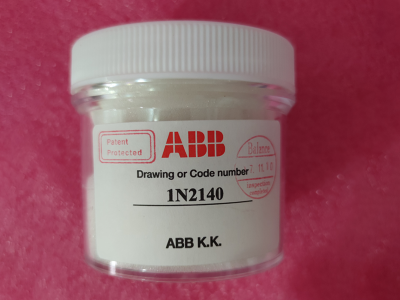 Patent
Protected
ABB
Drawing or Code number
1N2140
ABB K.K.